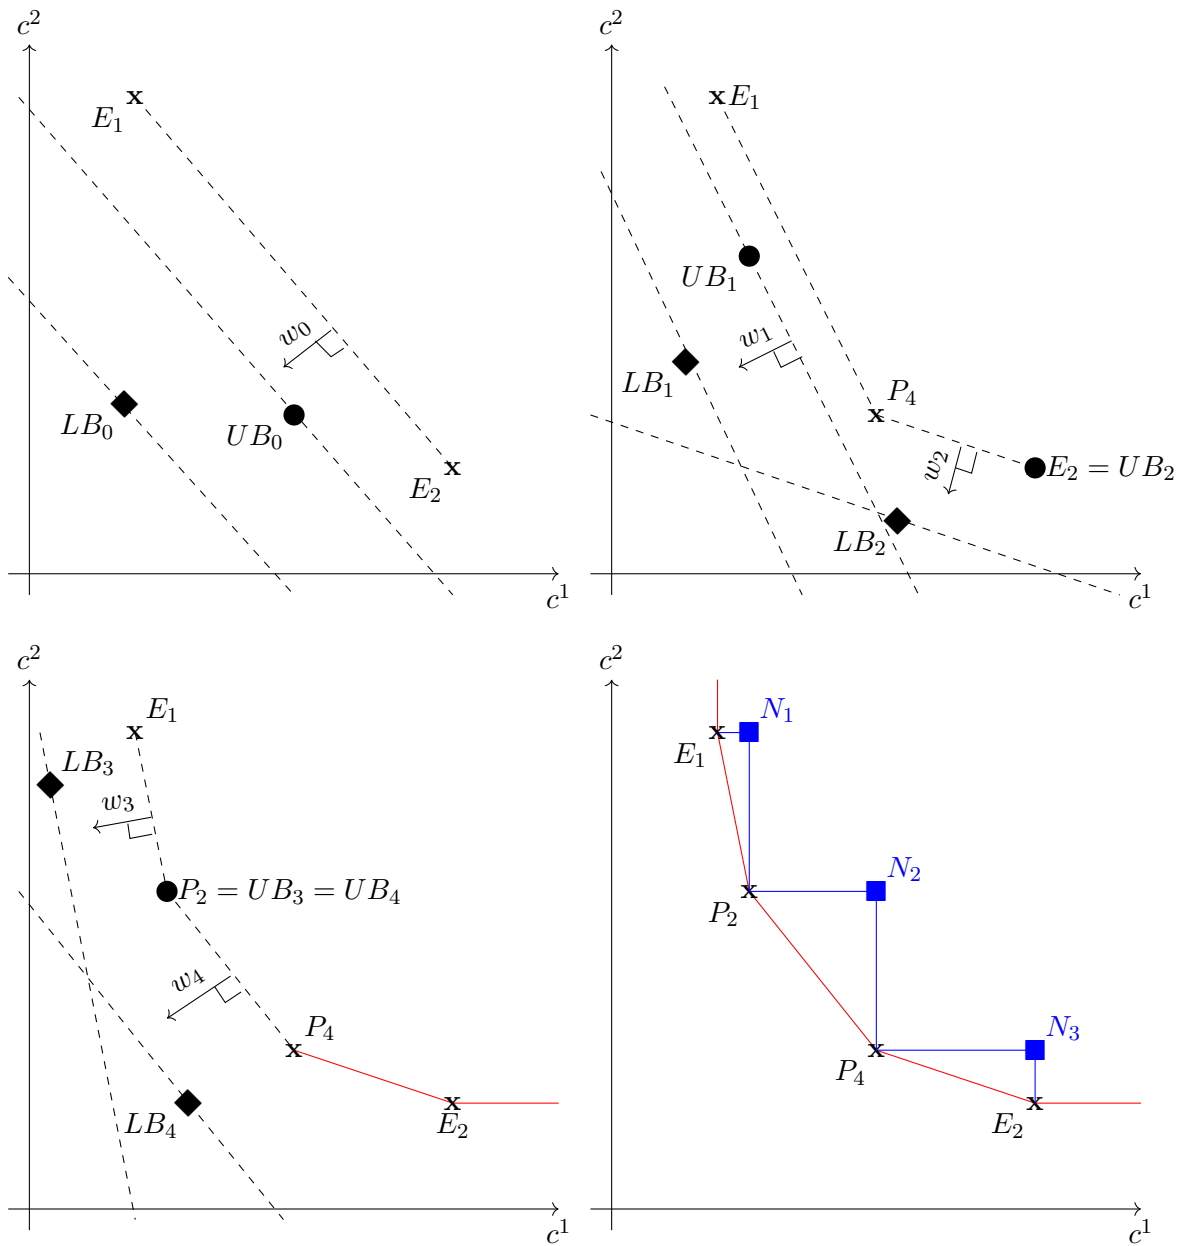 c²
E₁
w₀
LB₀
UB₀
E₂
c¹
c²
E₁
UB₁
w₁
LB₁
P₄
w₂
E₂ = UB₂
LB₂
c¹
c²
E₁
LB₃
w₃
P₂ = UB₃ = UB₄
w₄
P₄
LB₄
E₂
c¹
c²
N₁
E₁
N₂
P₂
N₃
P₄
E₂
c¹